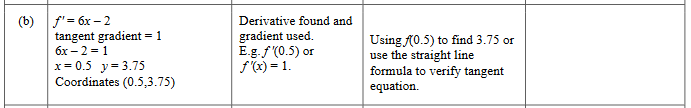 (b)
f' = 6x – 2
tangent gradient = 1
6x – 2 = 1
x = 0.5   y = 3.75
Coordinates (0.5,3.75)
Derivative found and
gradient used.
E.g. f '(0.5) or
f '(x) = 1.
Using f(0.5) to find 3.75 or
use the straight line
formula to verify tangent
equation.